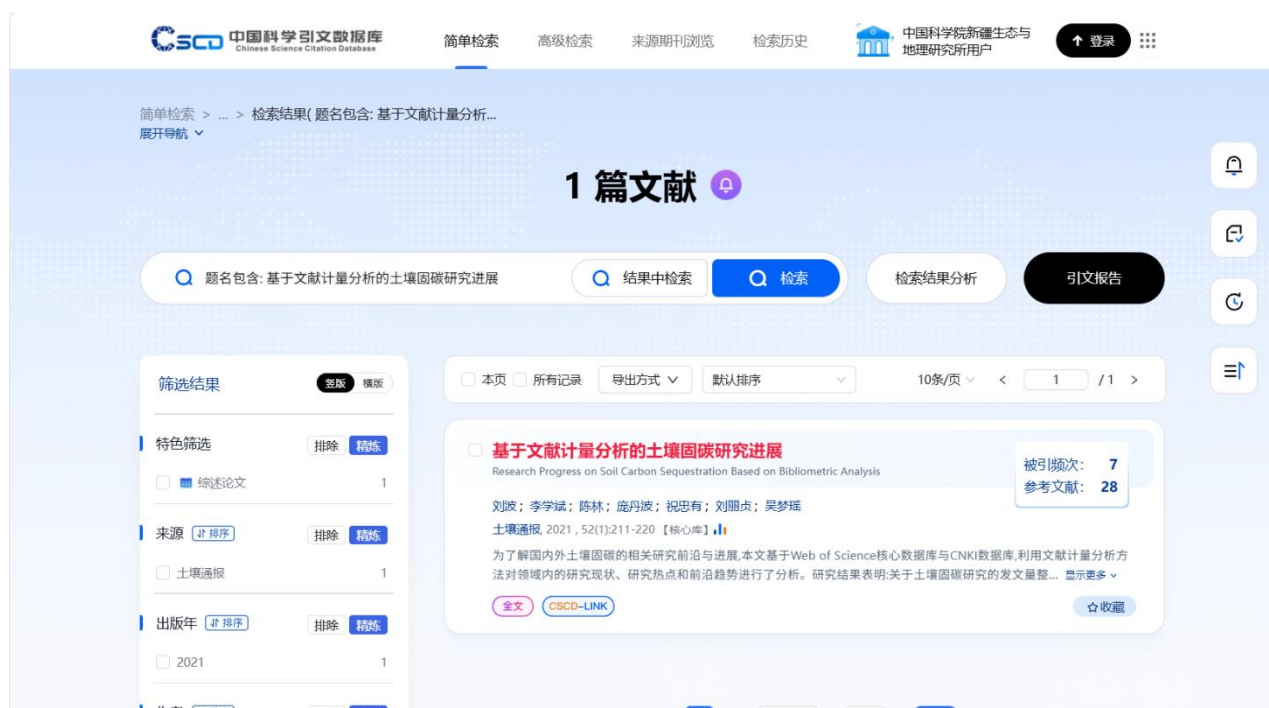 CSCD 中国科学引文数据库
Chinese Science Citation Database
简单检索 高级检索 来源期刊浏览 检索历史
中国科学院新疆生态与
地理研究所用户
登录
简单检索 > ... > 检索结果( 题名包含: 基于文献计量分析...
展开导航
1 篇文献
题名包含: 基于文献计量分析的土壤固碳研究进展
结果中检索 检索 检索结果分析 引文报告
筛选结果 竖版 横版
本页 所有记录 导出方式 默认排序 10条/页 < 1 / 1 >
特色筛选 排除 精炼
综述论文 1
来源 排序 排除 精炼
土壤通报 1
出版年 排序 排除 精炼
2021 1
基于文献计量分析的土壤固碳研究进展
Research Progress on Soil Carbon Sequestration Based on Bibliometric Analysis
被引频次: 7
参考文献: 28
刘波; 李学斌; 陈林; 庞丹波; 祝忠有; 刘丽贞; 吴梦瑶
土壤通报, 2021 , 52(1):211-220 【核心库】
为了解国内外土壤固碳的相关研究前沿与进展,本文基于Web of Science核心数据库与CNKI数据库,利用文献计量分析方
法对领域内的研究现状、研究热点和前沿趋势进行了分析。研究结果表明:关于土壤固碳研究的发文量整... 显示更多
全文 CSCD-LINK 收藏